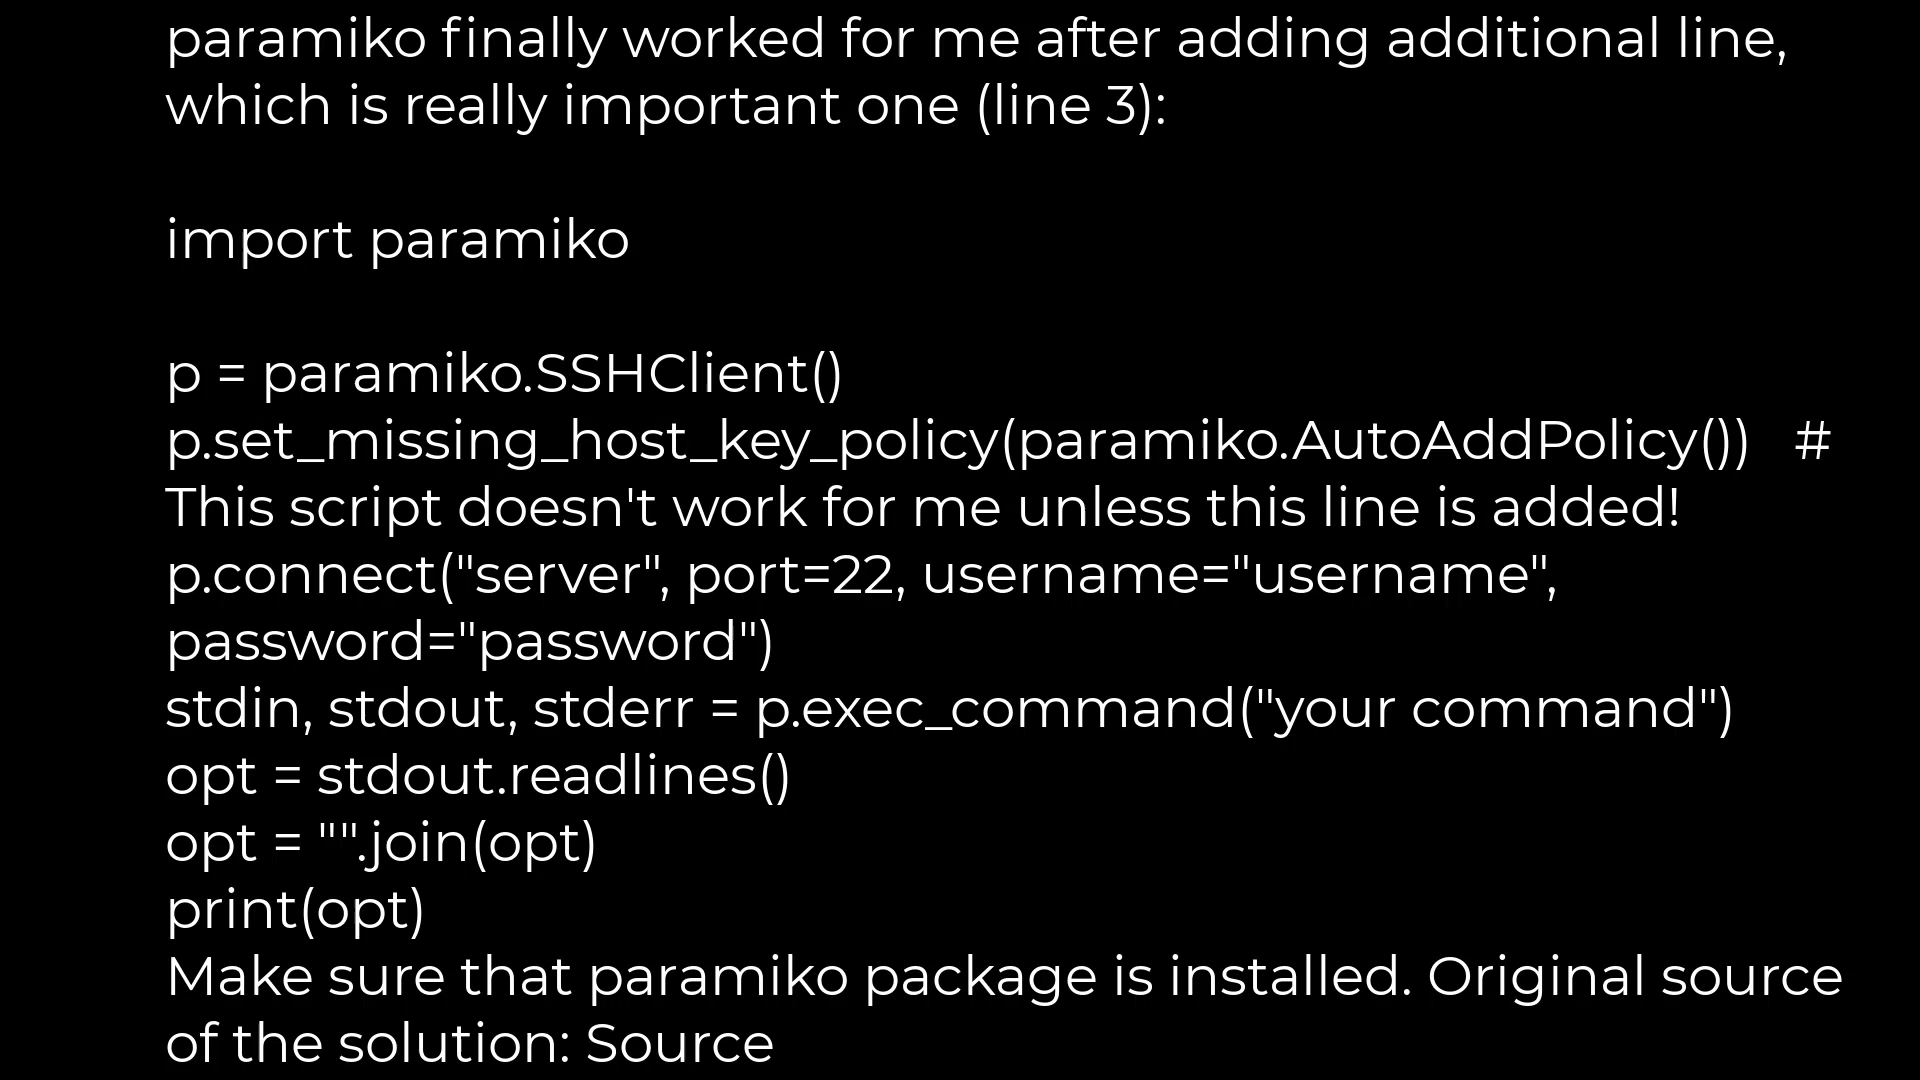 paramiko finally worked for me after adding additional line,
which is really important one (line 3):
import paramiko
p = paramiko.SSHClient()
p.set_missing_host_key_policy(paramiko.AutoAddPolicy())   #
This script doesn't work for me unless this line is added!
p.connect("server", port=22, username="username",
password="password")
stdin, stdout, stderr = p.exec_command("your command")
opt = stdout.readlines()
opt = "".join(opt)
print(opt)
Make sure that paramiko package is installed. Original source
of the solution: Source